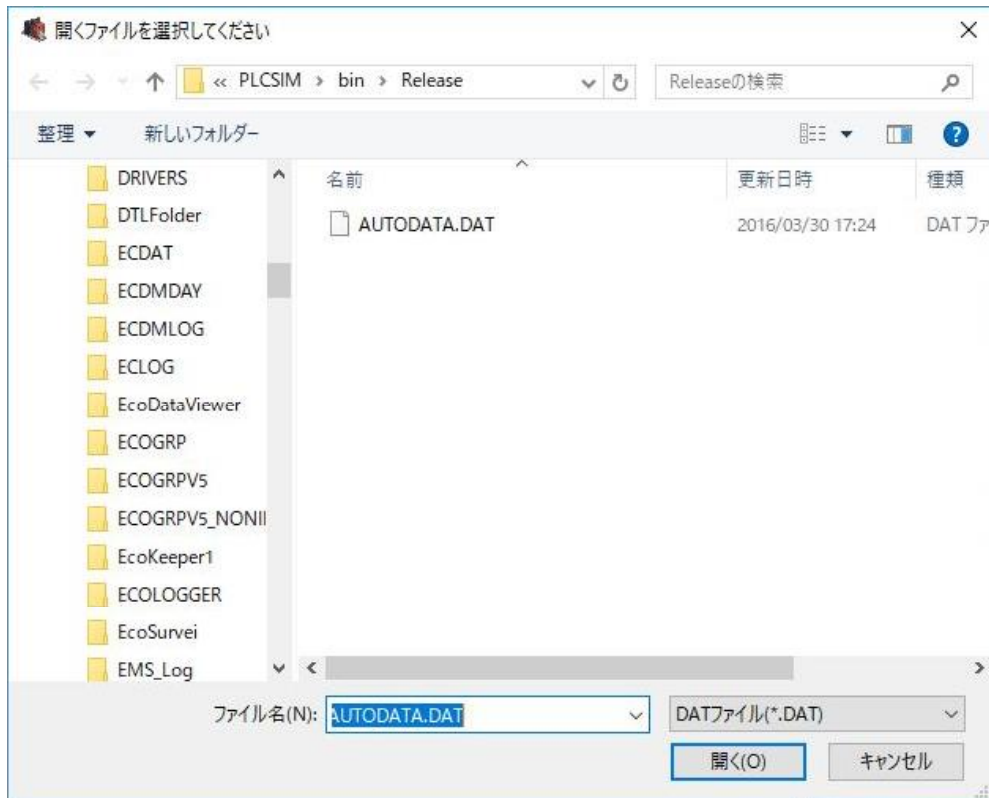 開くファイルを選択してください
« PLCSIM > bin > Release
Releaseの検索
整理
新しいフォルダー
DRIVERS
DTLFolder
ECDAT
ECDMDAY
ECDMLOG
ECLOG
EcoDataViewer
ECOGRP
ECOGRPV5
ECOGRPV5_NONII
EcoKeeper1
ECOLOGGER
EcoSurvei
EMS_Log
名前 更新日時 種類
AUTODATA.DAT 2016/03/30 17:24 DAT ファ
ファイル名(N): AUTODATA.DAT
DATファイル(*.DAT)
開く(O) キャンセル